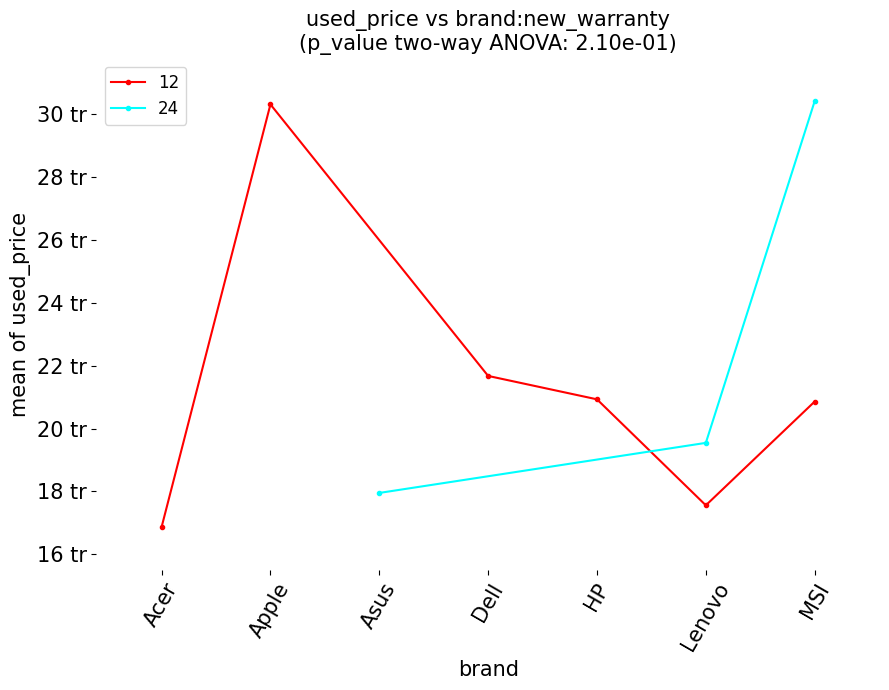 used_price vs brand:new_warranty
(p_value two-way ANOVA: 2.10e-01)
12
24
30 tr
28 tr
26 tr
24 tr
22 tr
20 tr
18 tr
16 tr
mean of used_price
Acer
Apple
Asus
Dell
HP
Lenovo
MSI
brand